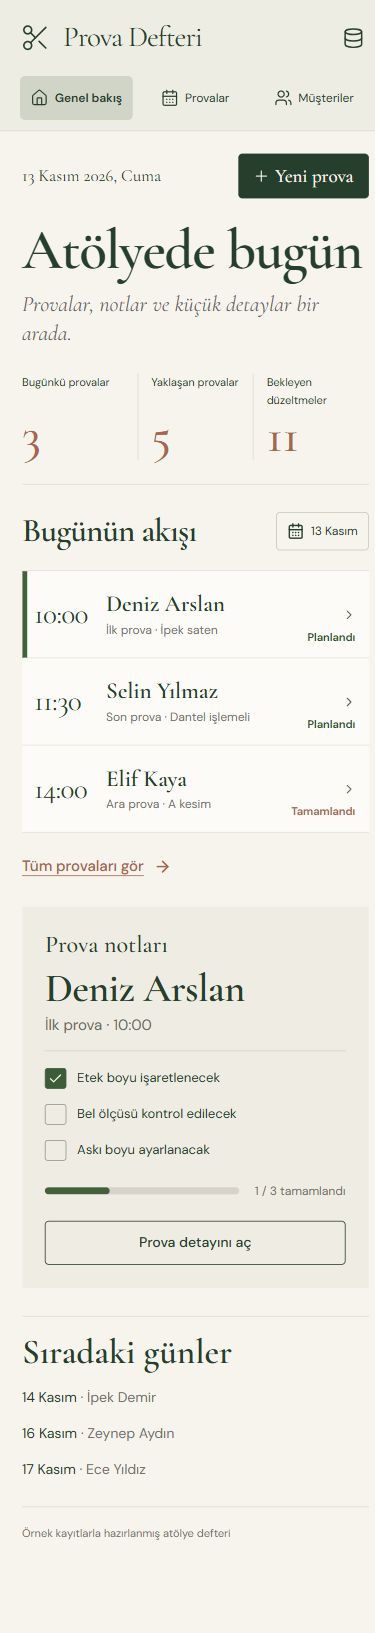 Prova Defteri
Genel bakış
Provalar
Müşteriler
13 Kasım 2026, Cuma
Yeni prova
Atölyede bugün
Provalar, notlar ve küçük detaylar bir
arada.
Bugünkü provalar
3
Yaklaşan provalar
5
Bekleyen
düzeltmeler
11
Bugünün akışı
13 Kasım
10:00
Deniz Arslan
İlk prova · İpek saten
Planlandı
11:30
Selin Yılmaz
Son prova · Dantel işlemeli
Planlandı
14:00
Elif Kaya
Ara prova · A kesim
Tamamlandı
Tüm provaları gör
Prova notları
Deniz Arslan
İlk prova · 10:00
Etek boyu işaretlenecek
Bel ölçüsü kontrol edilecek
Askı boyu ayarlanacak
1 / 3 tamamlandı
Prova detayını aç
Sıradaki günler
14 Kasım · İpek Demir
16 Kasım · Zeynep Aydın
17 Kasım · Ece Yıldız
Örnek kayıtlarla hazırlanmış atölye defteri